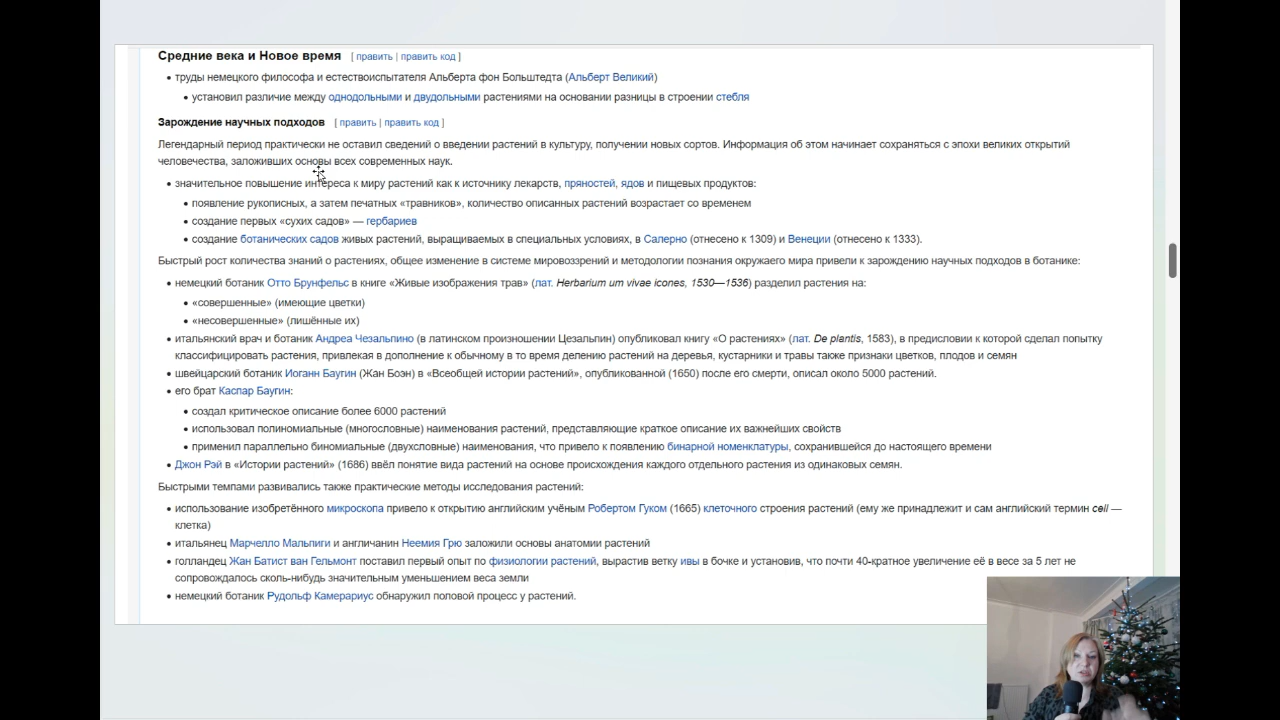 Средние века и Новое время [ править | править код ]
• труды немецкого философа и естествоиспытателя Альберта фон Больштедта (Альберт Великий)
• установил различие между однодольными и двудольными растениями на основании разницы в строении стебля
Зарождение научных подходов [ править | править код ]
Легендарный период практически не оставил сведений о введении растений в культуру, получении новых сортов. Информация об этом начинает сохраняться с эпохи великих открытий
человечества, заложивших основы всех современных наук.
• значительное повышение интереса к миру растений как к источнику лекарств, пряностей, ядов и пищевых продуктов:
• появление рукописных, а затем печатных «травников», количество описанных растений возрастает со временем
• создание первых «сухих садов» — гербариев
• создание ботанических садов живых растений, выращиваемых в специальных условиях, в Салерно (отнесено к 1309) и Венеции (отнесено к 1333).
Быстрый рост количества знаний о растениях, общее изменение в системе мировоззрений и методологии познания окружаего мира привели к зарождению научных подходов в ботанике:
• немецкий ботаник Отто Брунфельс в книге «Живые изображения трав» (лат. Herbarium um vivae icones, 1530—1536) разделил растения на:
• «совершенные» (имеющие цветки)
• «несовершенные» (лишённые их)
• итальянский врач и ботаник Андреа Чезальпино (в латинском произношении Цезальпин) опубликовал книгу «О растениях» (лат. De plantis, 1583), в предисловии к которой сделал попытку
классифицировать растения, привлекая в дополнение к обычному в то время делению растений на деревья, кустарники и травы также признаки цветков, плодов и семян
• швейцарский ботаник Иоганн Баугин (Жан Боэн) в «Всеобщей истории растений», опубликованной (1650) после его смерти, описал около 5000 растений.
• его брат Каспар Баугин:
• создал критическое описание более 6000 растений
• использовал полиномиальные (многословные) наименования растений, представляющие краткое описание их важнейших свойств
• применил параллельно биномиальные (двухсловные) наименования, что привело к появлению бинарной номенклатуры, сохранившейся до настоящего времени
• Джон Рэй в «Истории растений» (1686) ввёл понятие вида растений на основе происхождения каждого отдельного растения из одинаковых семян.
Быстрыми темпами развивались также практические методы исследования растений:
• использование изобретённого микроскопа привело к открытию английским учёным Робертом Гуком (1665) клеточного строения растений (ему же принадлежит и сам английский термин cell —
клетка)
• итальянец Марчелло Мальпиги и англичанин Неемия Грю заложили основы анатомии растений
• голландец Жан Батист ван Гельмонт поставил первый опыт по физиологии растений, вырастив ветку ивы в бочке и установив, что почти 40-кратное увеличение её в весе за 5 лет не
сопровождалось сколь-нибудь значительным уменьшением веса земли
• немецкий ботаник Рудольф Камерариус обнаружил половой процесс у растений.